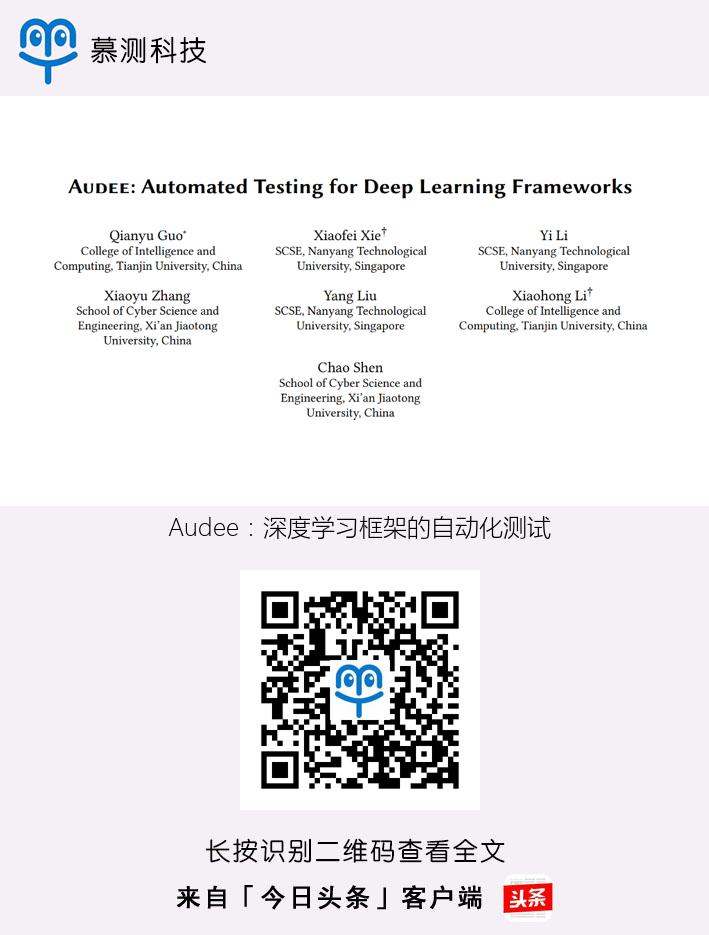 慕测科技
AUDEE: Automated Testing for Deep Learning Frameworks
Qianyu Guo*
College of Intelligence and
Computing, Tianjin University, China
Xiaofei Xie†
SCSE, Nanyang Technological
University, Singapore
Yi Li
SCSE, Nanyang Technological
University, Singapore
Xiaoyu Zhang
School of Cyber Science and
Engineering, Xi'an Jiaotong
University, China
Yang Liu
SCSE, Nanyang Technological
University, Singapore
Xiaohong Li†
College of Intelligence and
Computing, Tianjin University, China
Chao Shen
School of Cyber Science and
Engineering, Xi'an Jiaotong
University, China
Audee：深度学习框架的自动化测试
长按识别二维码查看全文
来自「今日头条」客户端
头条